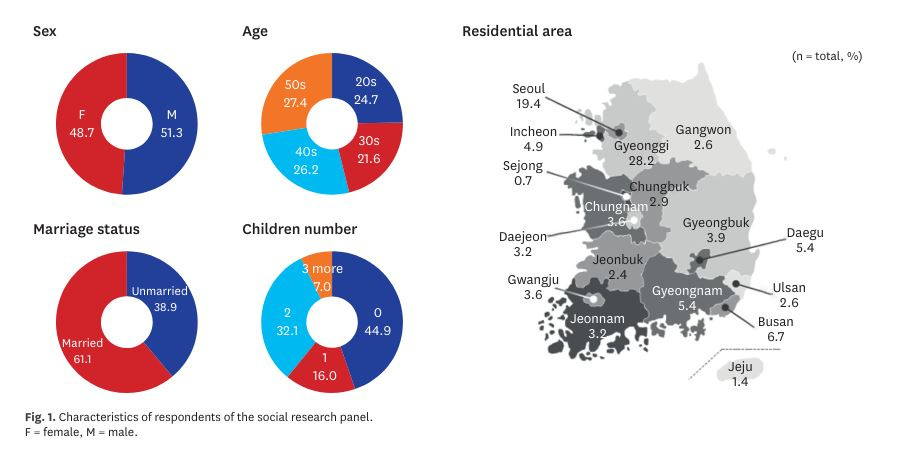 Sex
F
48.7
M
51.3
Age
50s
27.4
20s
24.7
40s
26.2
30s
21.6
Marriage status
Unmarried
38.9
Married
61.1
Children number
3 more
7.0
2
32.1
0
44.9
1
16.0
Residential area
(n = total, %)
Seoul
19.4
Incheon
4.9
Gyeonggi
28.2
Gangwon
2.6
Sejong
0.7
Chungbuk
2.9
Chungnam
3.6
Gyeongbuk
3.9
Daejeon
3.2
Daegu
5.4
Jeonbuk
2.4
Gwangju
3.6
Gyeongnam
5.4
Ulsan
2.6
Jeonnam
3.2
Busan
6.7
Jeju
1.4
Fig. 1. Characteristics of respondents of the social research panel.
F = female, M = male.